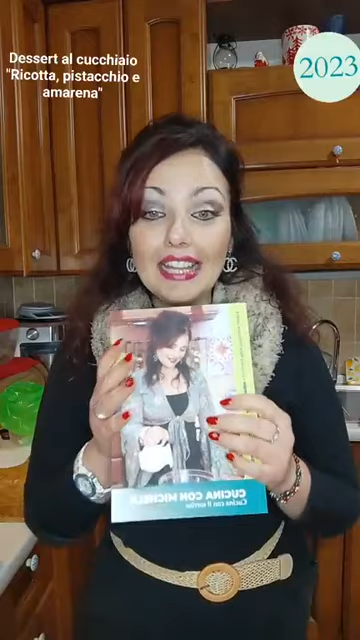 Dessert al cucchiaio
"Ricotta, pistacchio e
amarena"
2023
CUCINA CON MICHELA
Cucina con il sorriso